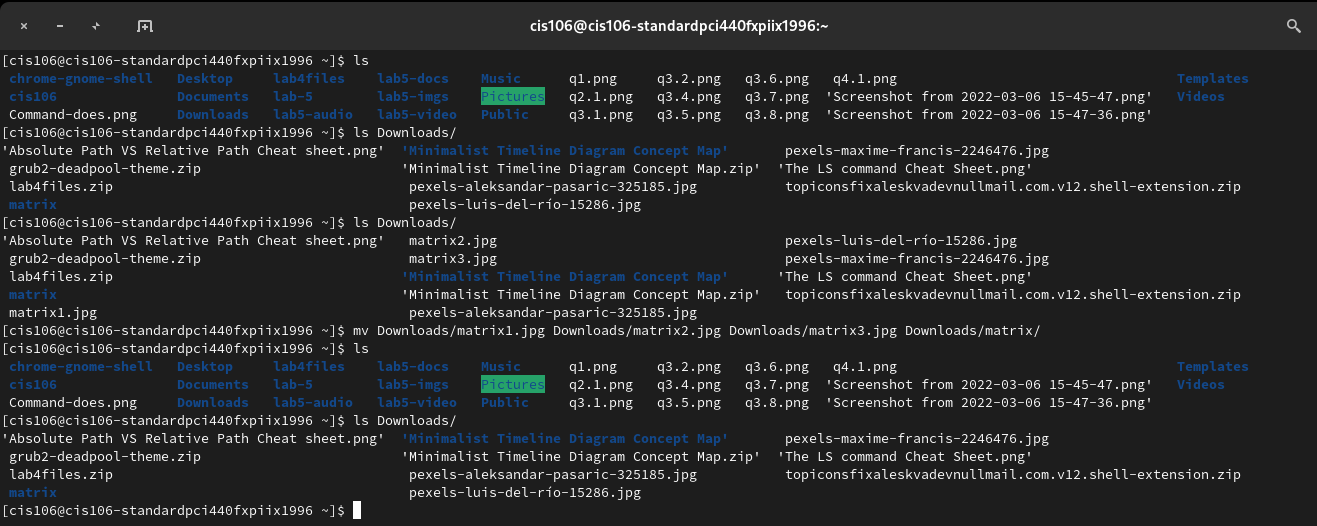 cis106@cis106-standardpci440fxpiix1996:~
[cis106@cis106-standardpci440fxpiix1996 ~]$ ls
chrome-gnome-shell Desktop lab4files lab5-docs Music q1.png q3.2.png q3.6.png q4.1.png Templates
cis106 Documents lab-5 lab5-imgs Pictures q2.1.png q3.4.png q3.7.png 'Screenshot from 2022-03-06 15-45-47.png' Videos
Command-does.png Downloads lab5-audio lab5-video Public q3.1.png q3.5.png q3.8.png 'Screenshot from 2022-03-06 15-47-36.png'
[cis106@cis106-standardpci440fxpiix1996 ~]$ ls Downloads/
'Absolute Path VS Relative Path Cheat sheet.png' 'Minimalist Timeline Diagram Concept Map' pexels-maxime-francis-2246476.jpg
grub2-deadpool-theme.zip 'Minimalist Timeline Diagram Concept Map.zip' 'The LS command Cheat Sheet.png'
lab4files.zip pexels-aleksandar-pasaric-325185.jpg topiconsfixaleskvadevnullmail.com.v12.shell-extension.zip
matrix pexels-luis-del-río-15286.jpg
[cis106@cis106-standardpci440fxpiix1996 ~]$ ls Downloads/
'Absolute Path VS Relative Path Cheat sheet.png' matrix2.jpg pexels-luis-del-río-15286.jpg
grub2-deadpool-theme.zip matrix3.jpg pexels-maxime-francis-2246476.jpg
lab4files.zip 'Minimalist Timeline Diagram Concept Map' 'The LS command Cheat Sheet.png'
matrix 'Minimalist Timeline Diagram Concept Map.zip' topiconsfixaleskvadevnullmail.com.v12.shell-extension.zip
matrix1.jpg pexels-aleksandar-pasaric-325185.jpg
[cis106@cis106-standardpci440fxpiix1996 ~]$ mv Downloads/matrix1.jpg Downloads/matrix2.jpg Downloads/matrix3.jpg Downloads/matrix/
[cis106@cis106-standardpci440fxpiix1996 ~]$ ls
chrome-gnome-shell Desktop lab4files lab5-docs Music q1.png q3.2.png q3.6.png q4.1.png Templates
cis106 Documents lab-5 lab5-imgs Pictures q2.1.png q3.4.png q3.7.png 'Screenshot from 2022-03-06 15-45-47.png' Videos
Command-does.png Downloads lab5-audio lab5-video Public q3.1.png q3.5.png q3.8.png 'Screenshot from 2022-03-06 15-47-36.png'
[cis106@cis106-standardpci440fxpiix1996 ~]$ ls Downloads/
'Absolute Path VS Relative Path Cheat sheet.png' 'Minimalist Timeline Diagram Concept Map' pexels-maxime-francis-2246476.jpg
grub2-deadpool-theme.zip 'Minimalist Timeline Diagram Concept Map.zip' 'The LS command Cheat Sheet.png'
lab4files.zip pexels-aleksandar-pasaric-325185.jpg topiconsfixaleskvadevnullmail.com.v12.shell-extension.zip
matrix pexels-luis-del-río-15286.jpg
[cis106@cis106-standardpci440fxpiix1996 ~]$